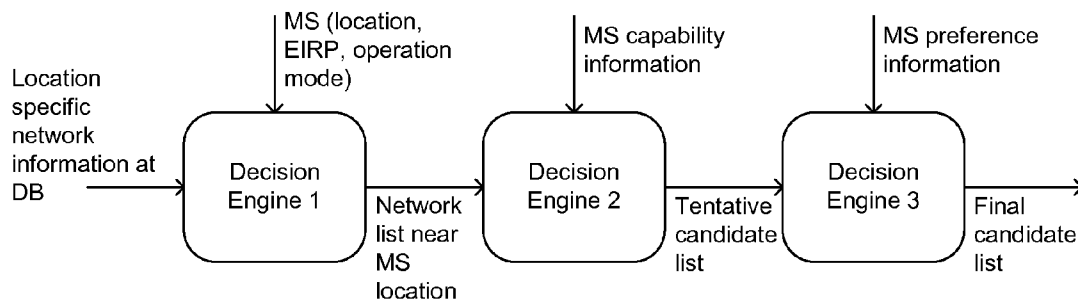 MS (location,
EIRP, operation
mode)
MS capability
information
MS preference
information
Location
specific
network
information at
DB
Decision
Engine 1
Network
list near
MS
location
Decision
Engine 2
Tentative
candidate
list
Decision
Engine 3
Final
candidate
list